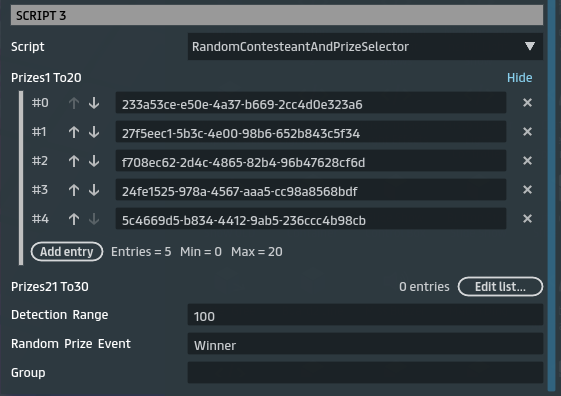 SCRIPT 3
Script RandomContesteantAndPrizeSelector
Prizes1 To20 Hide
#0 233a53ce-e50e-4a37-b669-2cc4d0e323a6
#1 27f5eec1-5b3c-4e00-98b6-652b843c5f34
#2 f708ec62-2d4c-4865-82b4-96b47628cf6d
#3 24fe1525-978a-4567-aaa5-cc98a8568bdf
#4 5c4669d5-b834-4412-9ab5-236ccc4b98cb
Add entry Entries = 5 Min = 0 Max = 20
Prizes21 To30 0 entries Edit list...
Detection Range 100
Random Prize Event Winner
Group